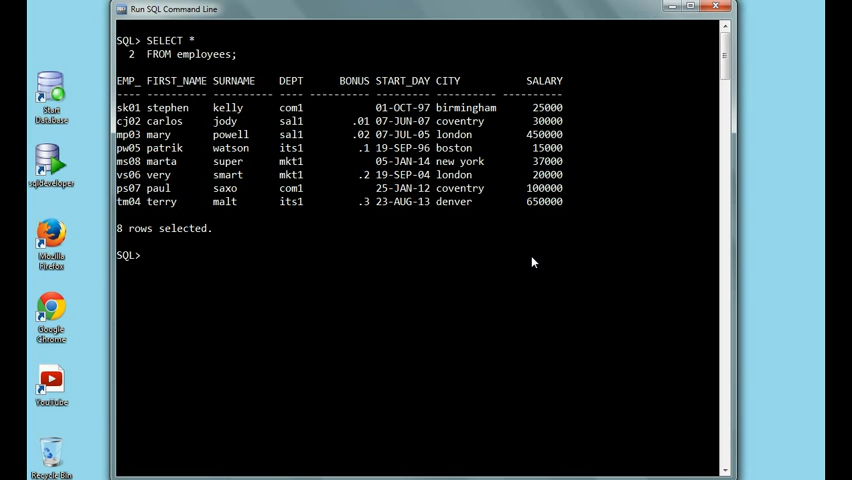 Run SQL Command Line
SQL> SELECT *
2 FROM employees;
EMP_ FIRST_NAME SURNAME DEPT BONUS START_DAY CITY SALARY
---- ---------- ---------- ---- ---------- --------- ---------- ----------
sk01 stephen kelly com1 01-OCT-97 birmingham 25000
cj02 carlos jody sal1 .01 07-JUN-07 coventry 30000
mp03 mary powell sal1 .02 07-JUL-05 london 450000
pw05 patrik watson its1 .1 19-SEP-96 boston 15000
ms08 marta super mkt1 05-JAN-14 new york 37000
vs06 very smart mkt1 .2 19-SEP-04 london 20000
ps07 paul saxo com1 25-JAN-12 coventry 100000
tm04 terry malt its1 .3 23-AUG-13 denver 650000
8 rows selected.
SQL>
Start
Database
sqldeveloper
Mozilla
Firefox
Google
Chrome
YouTube
Recycle Bin